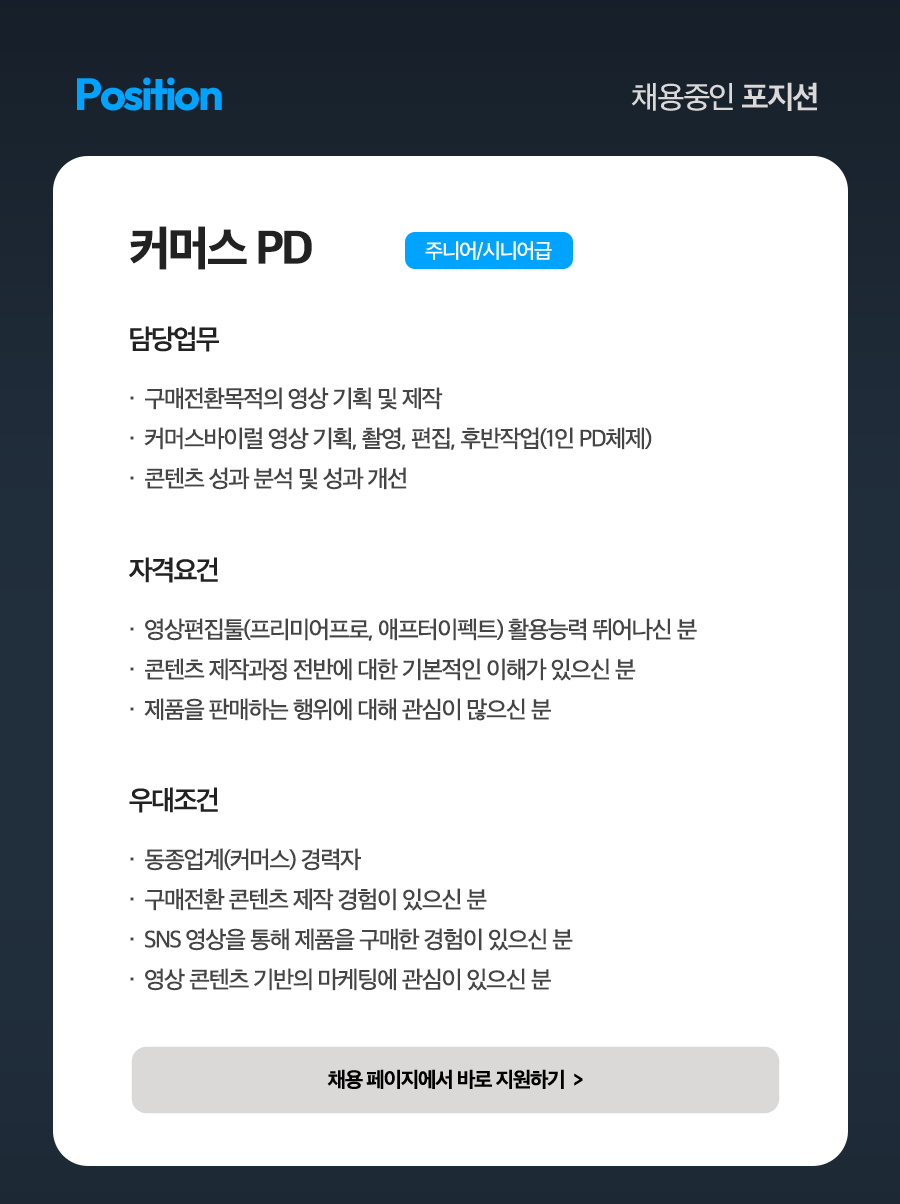 Position
채용중인 포지션
커머스 PD
주니어/시니어급
담당업무
· 구매전환목적의 영상 기획 및 제작
· 커머스바이럴 영상 기획, 촬영, 편집, 후반작업(1인 PD체제)
· 콘텐츠 성과 분석 및 성과 개선
자격요건
· 영상편집툴(프리미어프로, 애프터이펙트) 활용능력 뛰어나신 분
· 콘텐츠 제작과정 전반에 대한 기본적인 이해가 있으신 분
· 제품을 판매하는 행위에 대해 관심이 많으신 분
우대조건
· 동종업계(커머스) 경력자
· 구매전환 콘텐츠 제작 경험이 있으신 분
· SNS 영상을 통해 제품을 구매한 경험이 있으신 분
· 영상 콘텐츠 기반의 마케팅에 관심이 있으신 분
채용 페이지에서 바로 지원하기 >